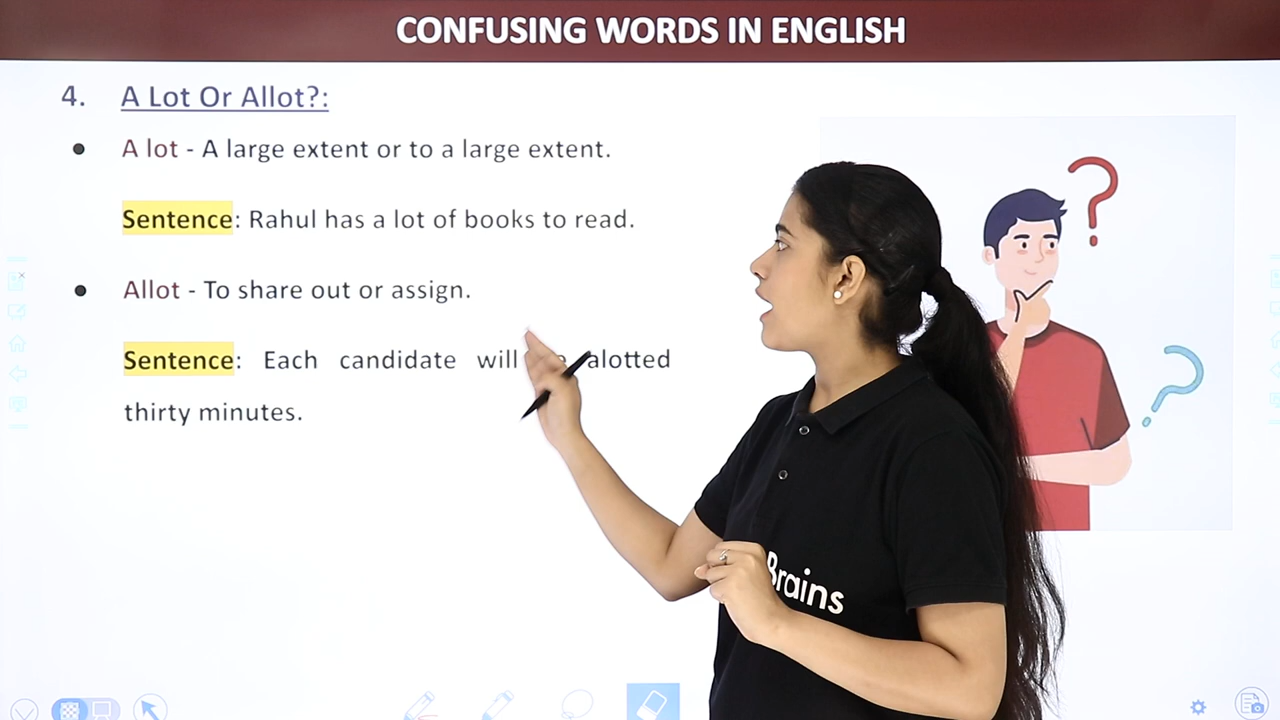 CONFUSING WORDS IN ENGLISH
4. A Lot Or Allot?:
• A lot - A large extent or to a large extent.
Sentence: Rahul has a lot of books to read.
• Allot - To share out or assign.
Sentence: Each candidate will alotted
thirty minutes.
Brains